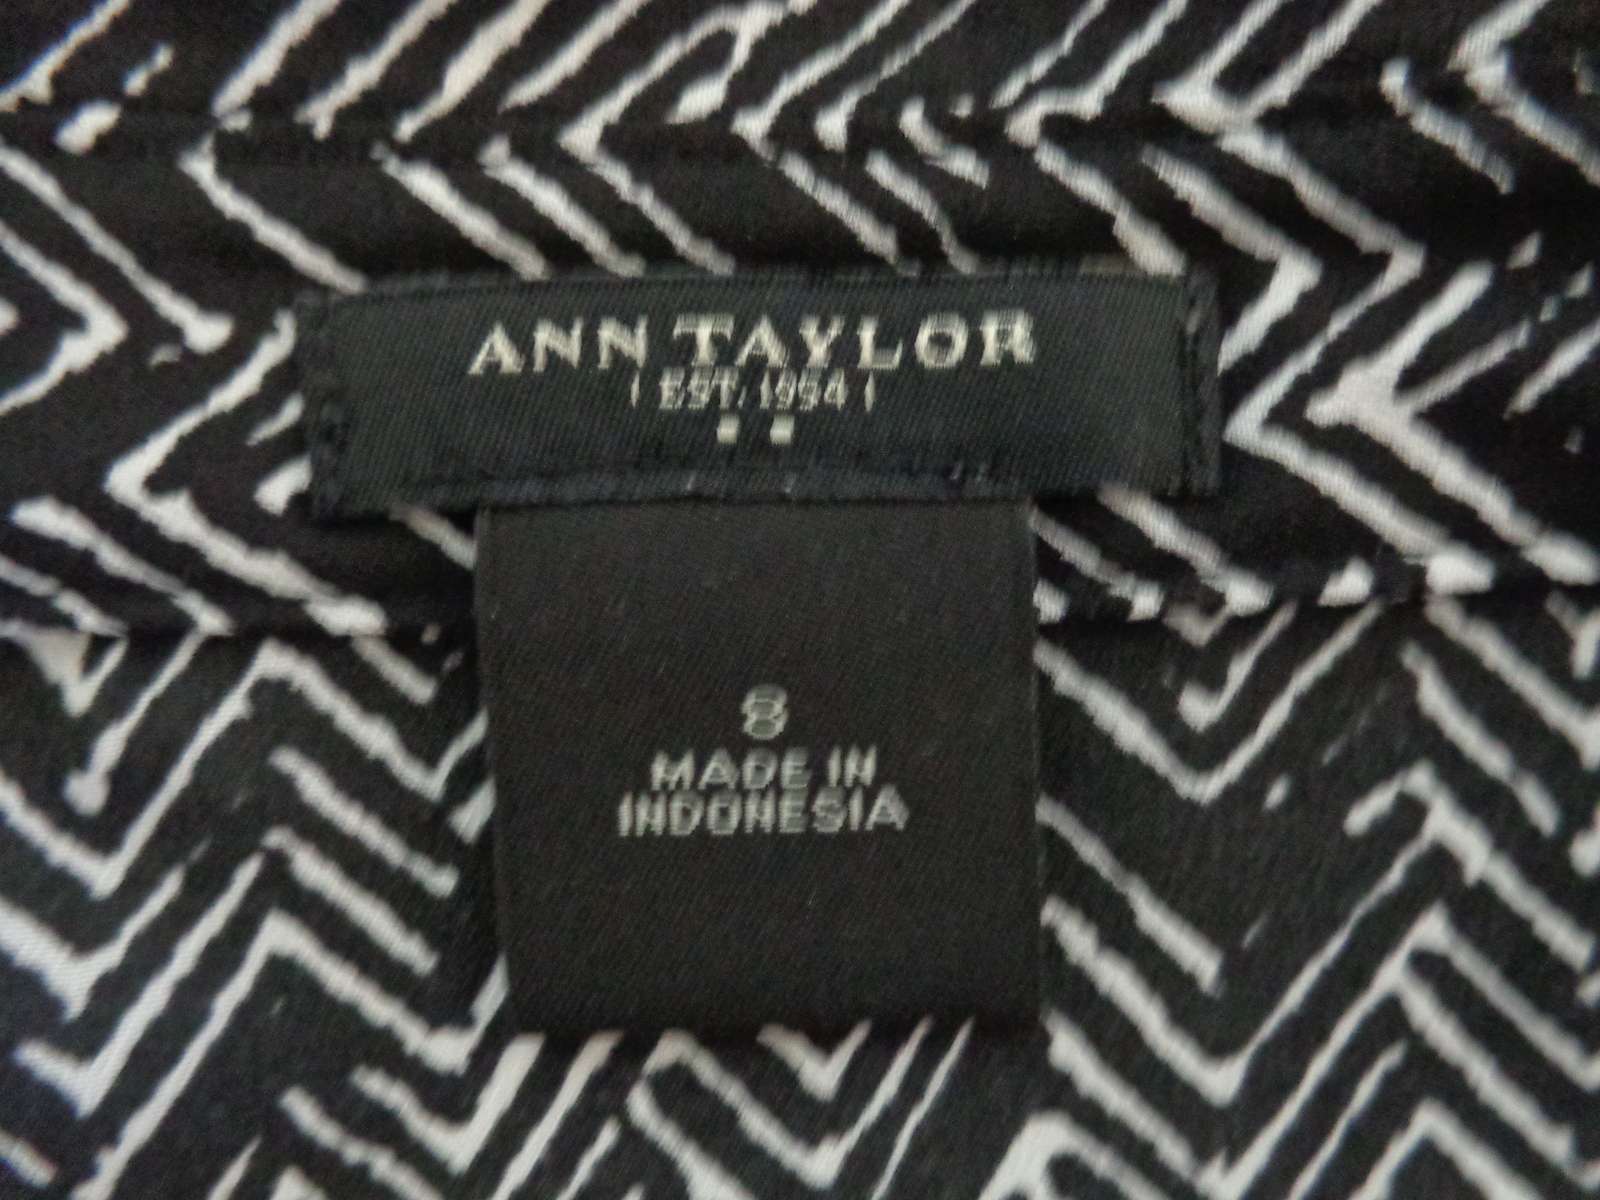 ANN TAYLOR
EST. 1954
8
MADE IN
INDONESIA